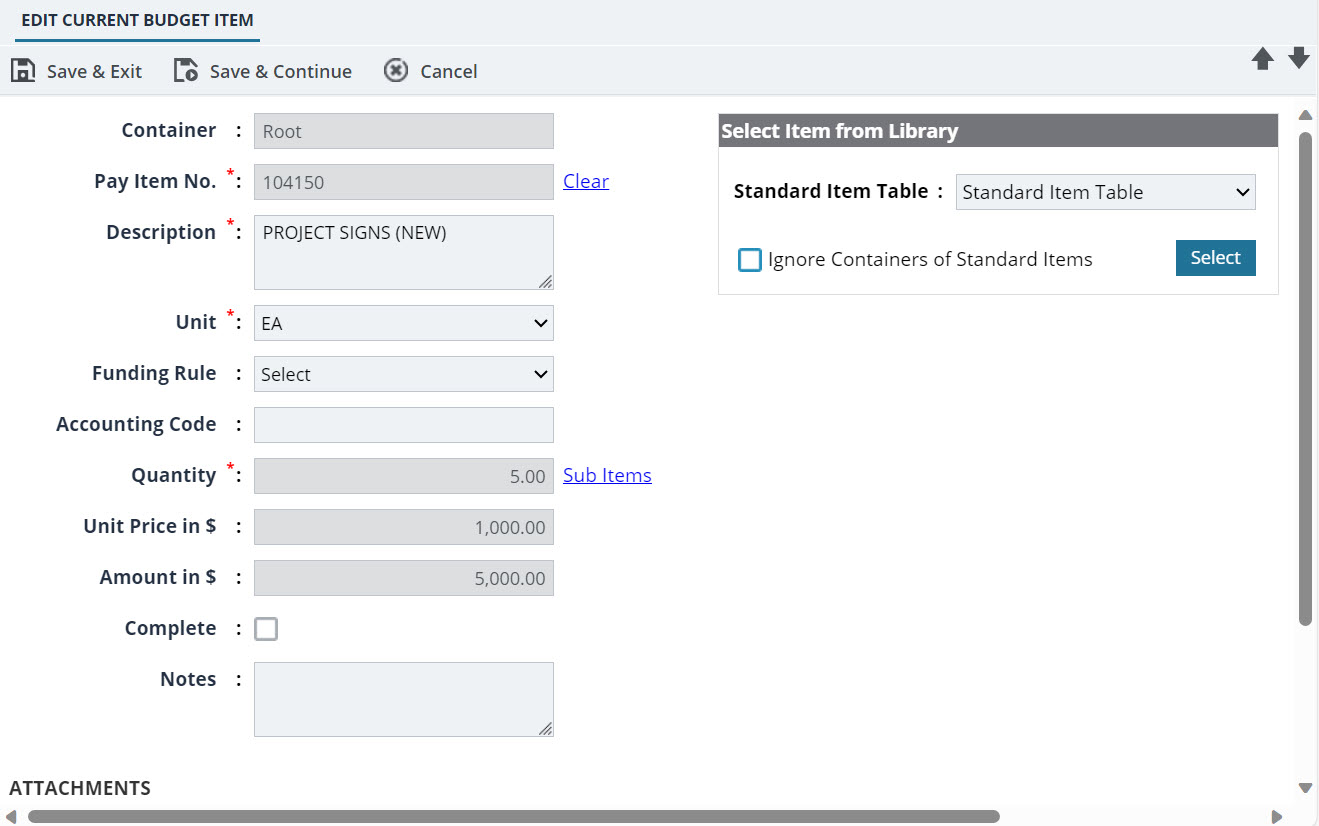 EDIT CURRENT BUDGET ITEM
Save & Exit Save & Continue Cancel
Container : Root
Pay Item No. * : 104150 Clear
Description * : PROJECT SIGNS (NEW)
Unit * : EA
Funding Rule : Select
Accounting Code :
Quantity * : 5.00 Sub Items
Unit Price in $ : 1,000.00
Amount in $ : 5,000.00
Complete :
Notes :
Select Item from Library
Standard Item Table : Standard Item Table
Ignore Containers of Standard Items Select
ATTACHMENTS